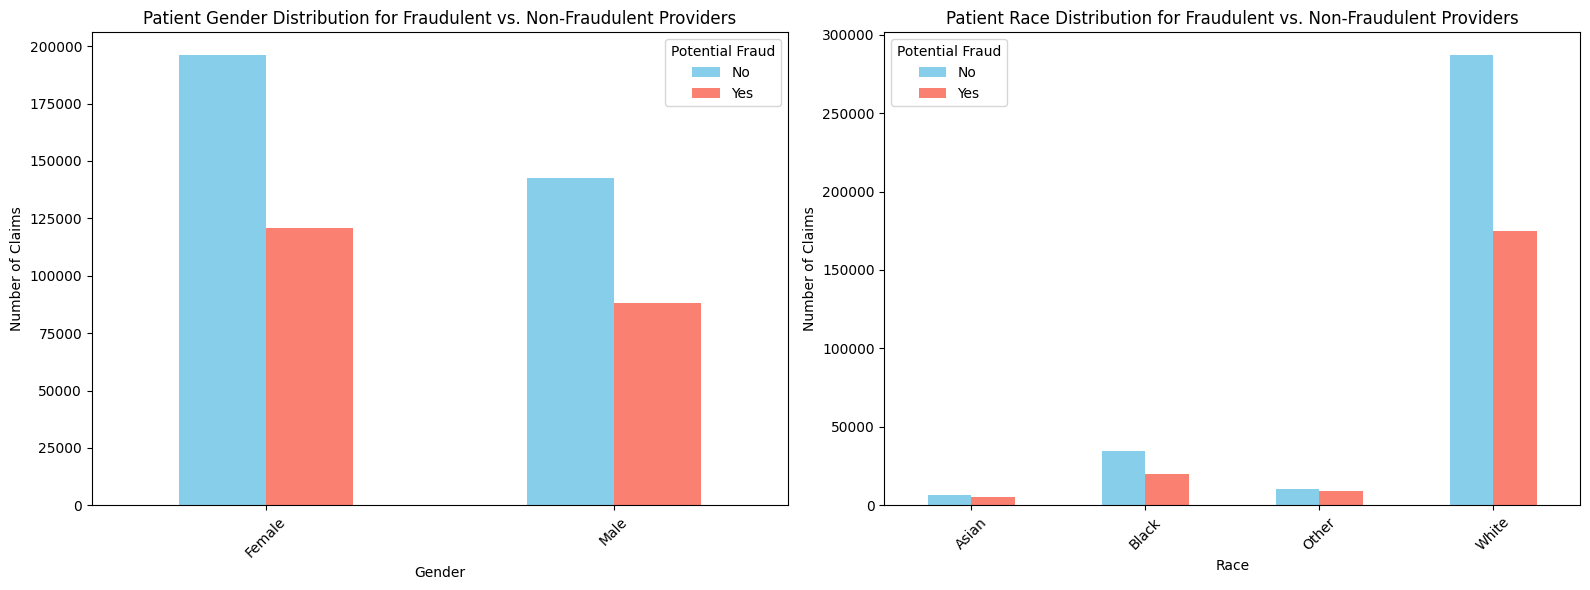 Patient Gender Distribution for Fraudulent vs. Non-Fraudulent Providers
Number of Claims
200000
175000
150000
125000
100000
75000
50000
25000
0
Potential Fraud
No
Yes
Female
Male
Gender
Patient Race Distribution for Fraudulent vs. Non-Fraudulent Providers
Number of Claims
300000
250000
200000
150000
100000
50000
0
Potential Fraud
No
Yes
Asian
Black
Other
White
Race